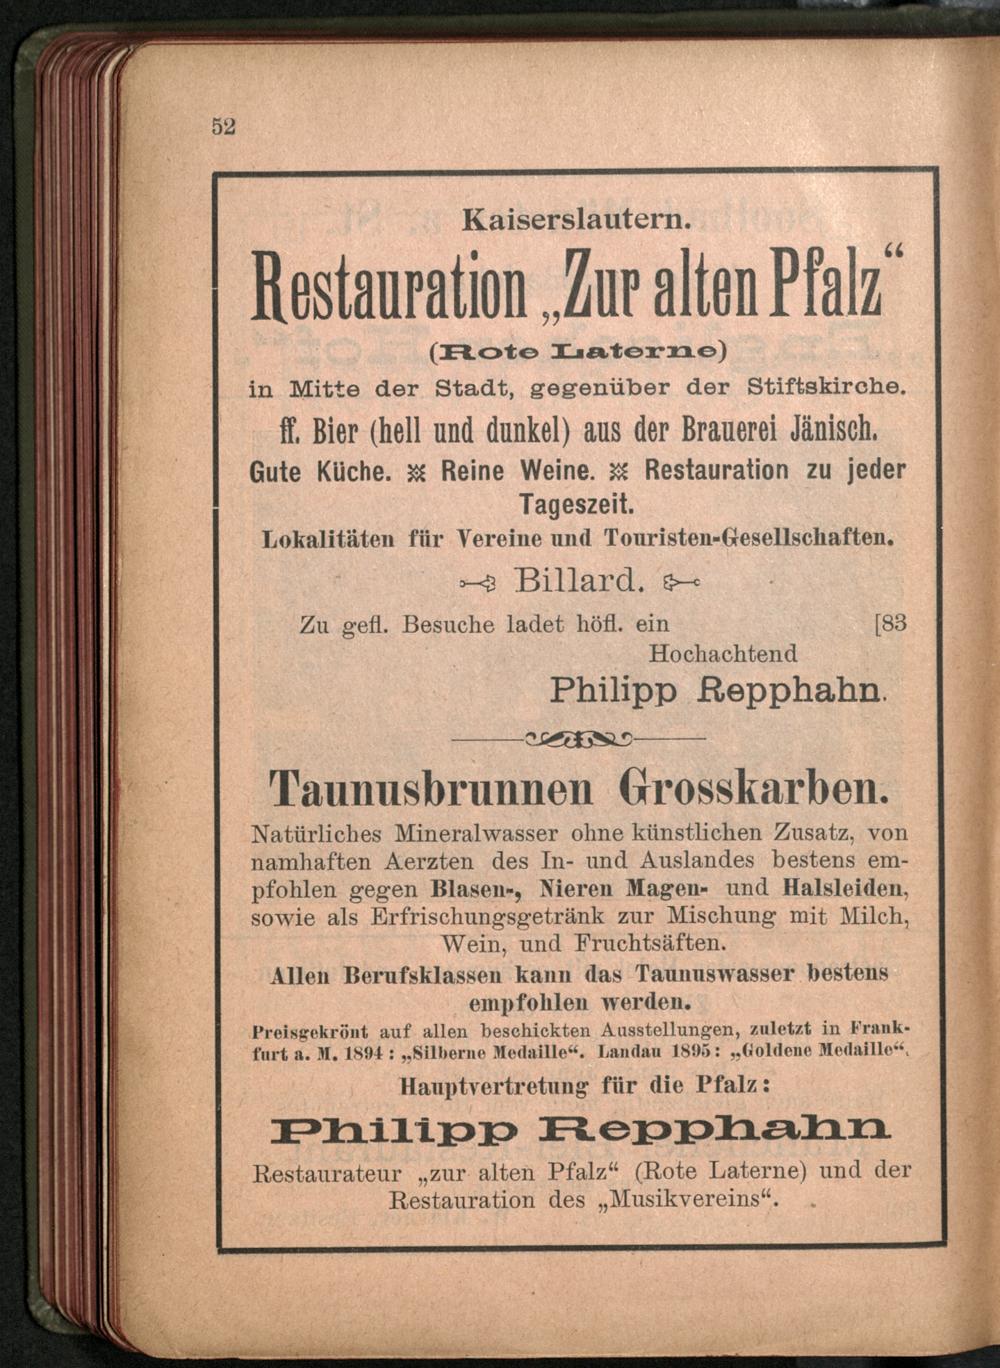 52
Kaiserslautern.
Restauration „Zur alten Pfalz“
(Rote Laterne)
in Mitte der Stadt, gegenüber der Stiftskirche.
ff. Bier (hell und dunkel) aus der Brauerei Jänisch.
Gute Küche. Reine Weine. Restauration zu jeder
Tageszeit.
Lokalitäten für Vereine und Touristen-Gesellschaften.
Billard.
Zu gefl. Besuche ladet höfl. ein [83
Hochachtend
Philipp Repphahn.
Taunusbrunnen Grosskarben.
Natürliches Mineralwasser ohne künstlichen Zusatz, von
namhaften Aerzten des In- und Auslandes bestens em-
pfohlen gegen Blasen-, Nieren Magen- und Halsleiden,
sowie als Erfrischungsgetränk zur Mischung mit Milch,
Wein, und Fruchtsäften.
Allen Berufsklassen kann das Taunuswasser bestens
empfohlen werden.
Preisgekrönt auf allen beschickten Ausstellungen, zuletzt in Frank-
furt a. M. 1894 : „Silberne Medaille“. Landau 1895 : „Goldene Medaille“.
Hauptvertretung für die Pfalz :
Philipp Repphahn
Restaurateur „zur alten Pfalz“ (Rote Laterne) und der
Restauration des „Musikvereins“.